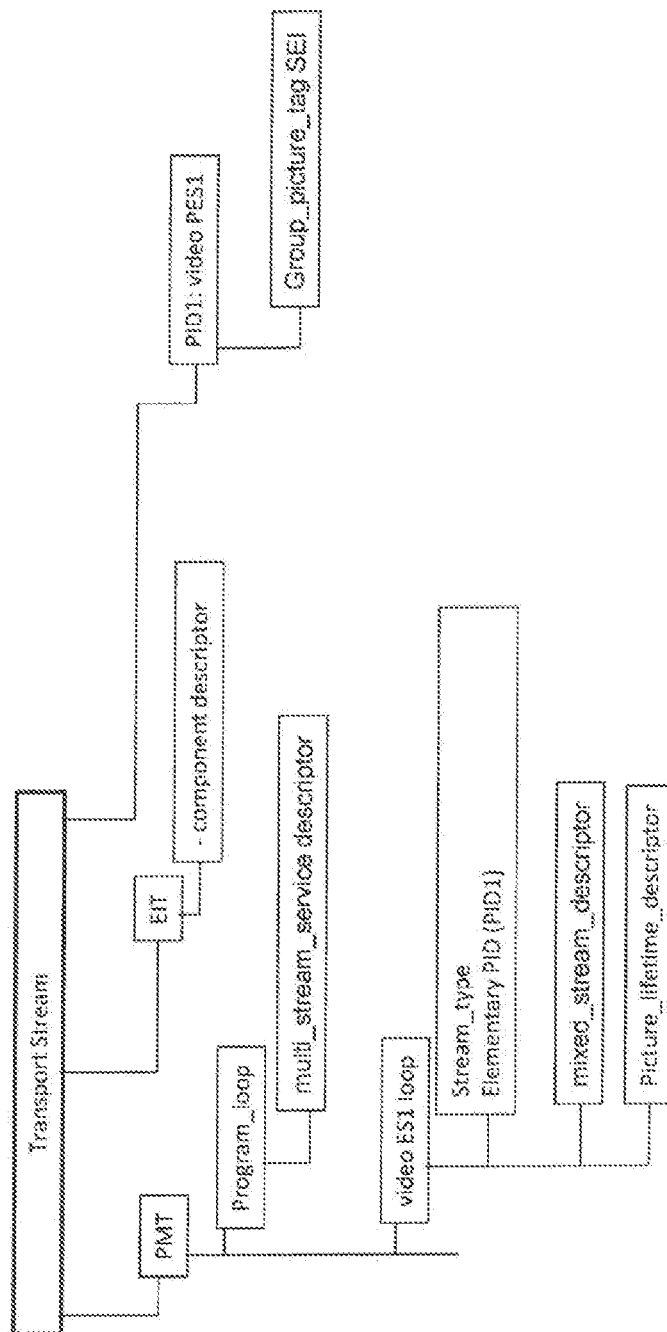 Transport Stream
PMT
Program_loop
multi_stream_service descriptor
video ES1 loop
Stream_type
Elementary PID (PID1)
mixed_stream_descriptor
Picture_lifetime_descriptor
EIT
- component descriptor
PID1: video PES1
Group_picture_tag SEI